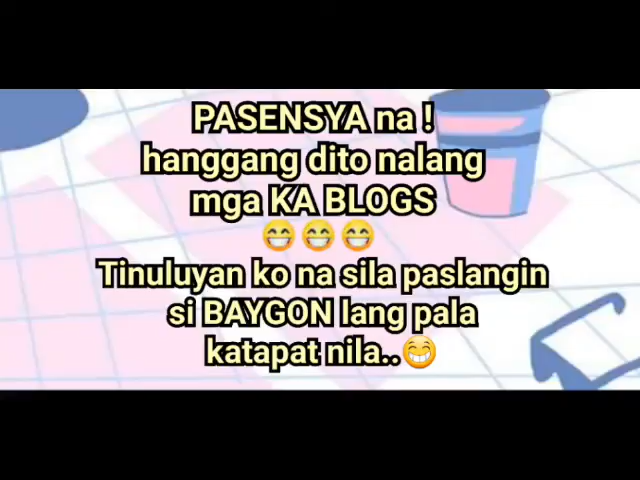 PASENSYA na !
hanggang dito nalang
mga KA BLOGS
😁😁😁
Tinuluyan ko na sila paslangin
si BAYGON lang pala
katapat nila..😁